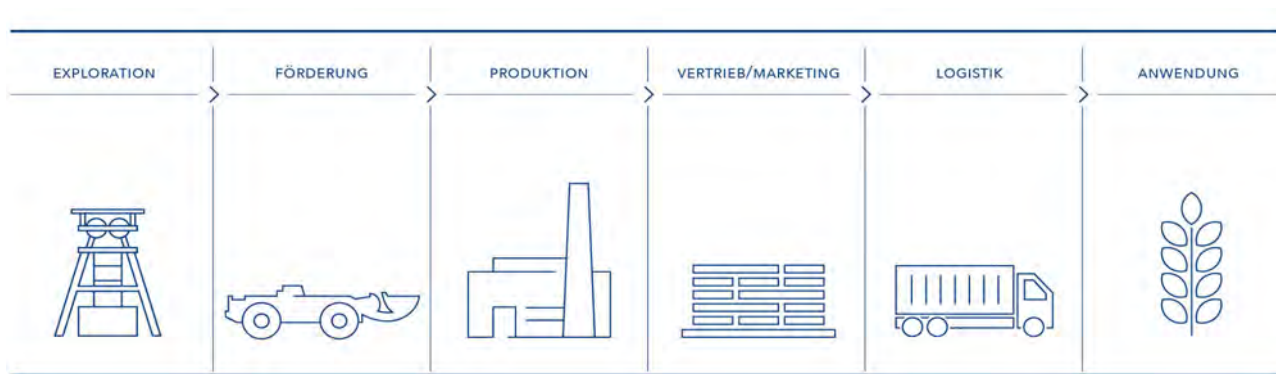 EXPLORATION
FÖRDERUNG
PRODUKTION
VERTRIEB/MARKETING
LOGISTIK
ANWENDUNG